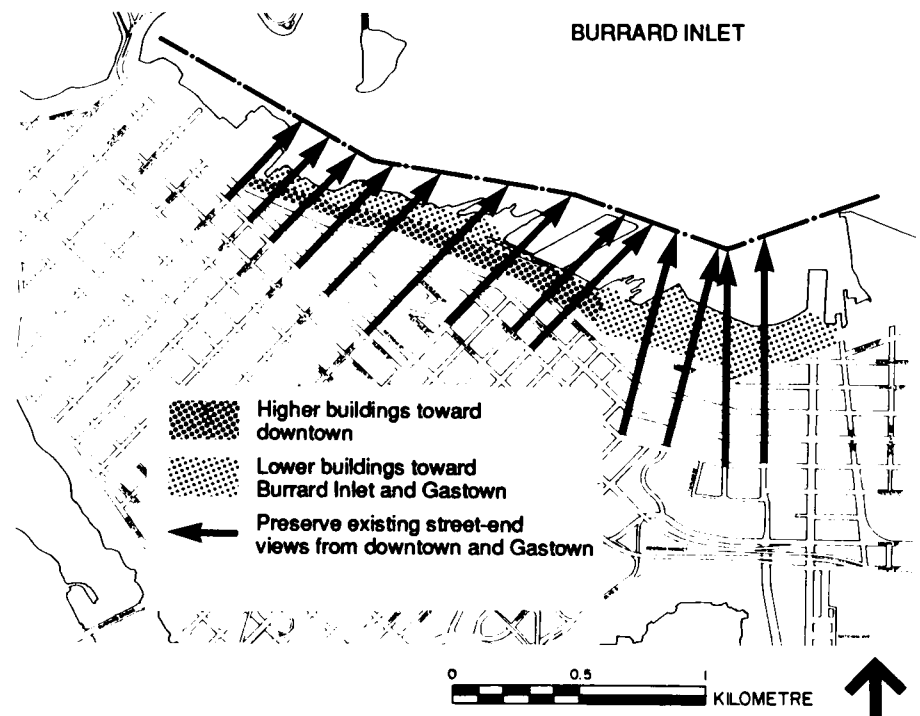 BURRARD INLET
Higher buildings toward
downtown
Lower buildings toward
Burrard Inlet and Gastown
Preserve existing street-end
views from downtown and Gastown
0 0.5 1
KILOMETRE